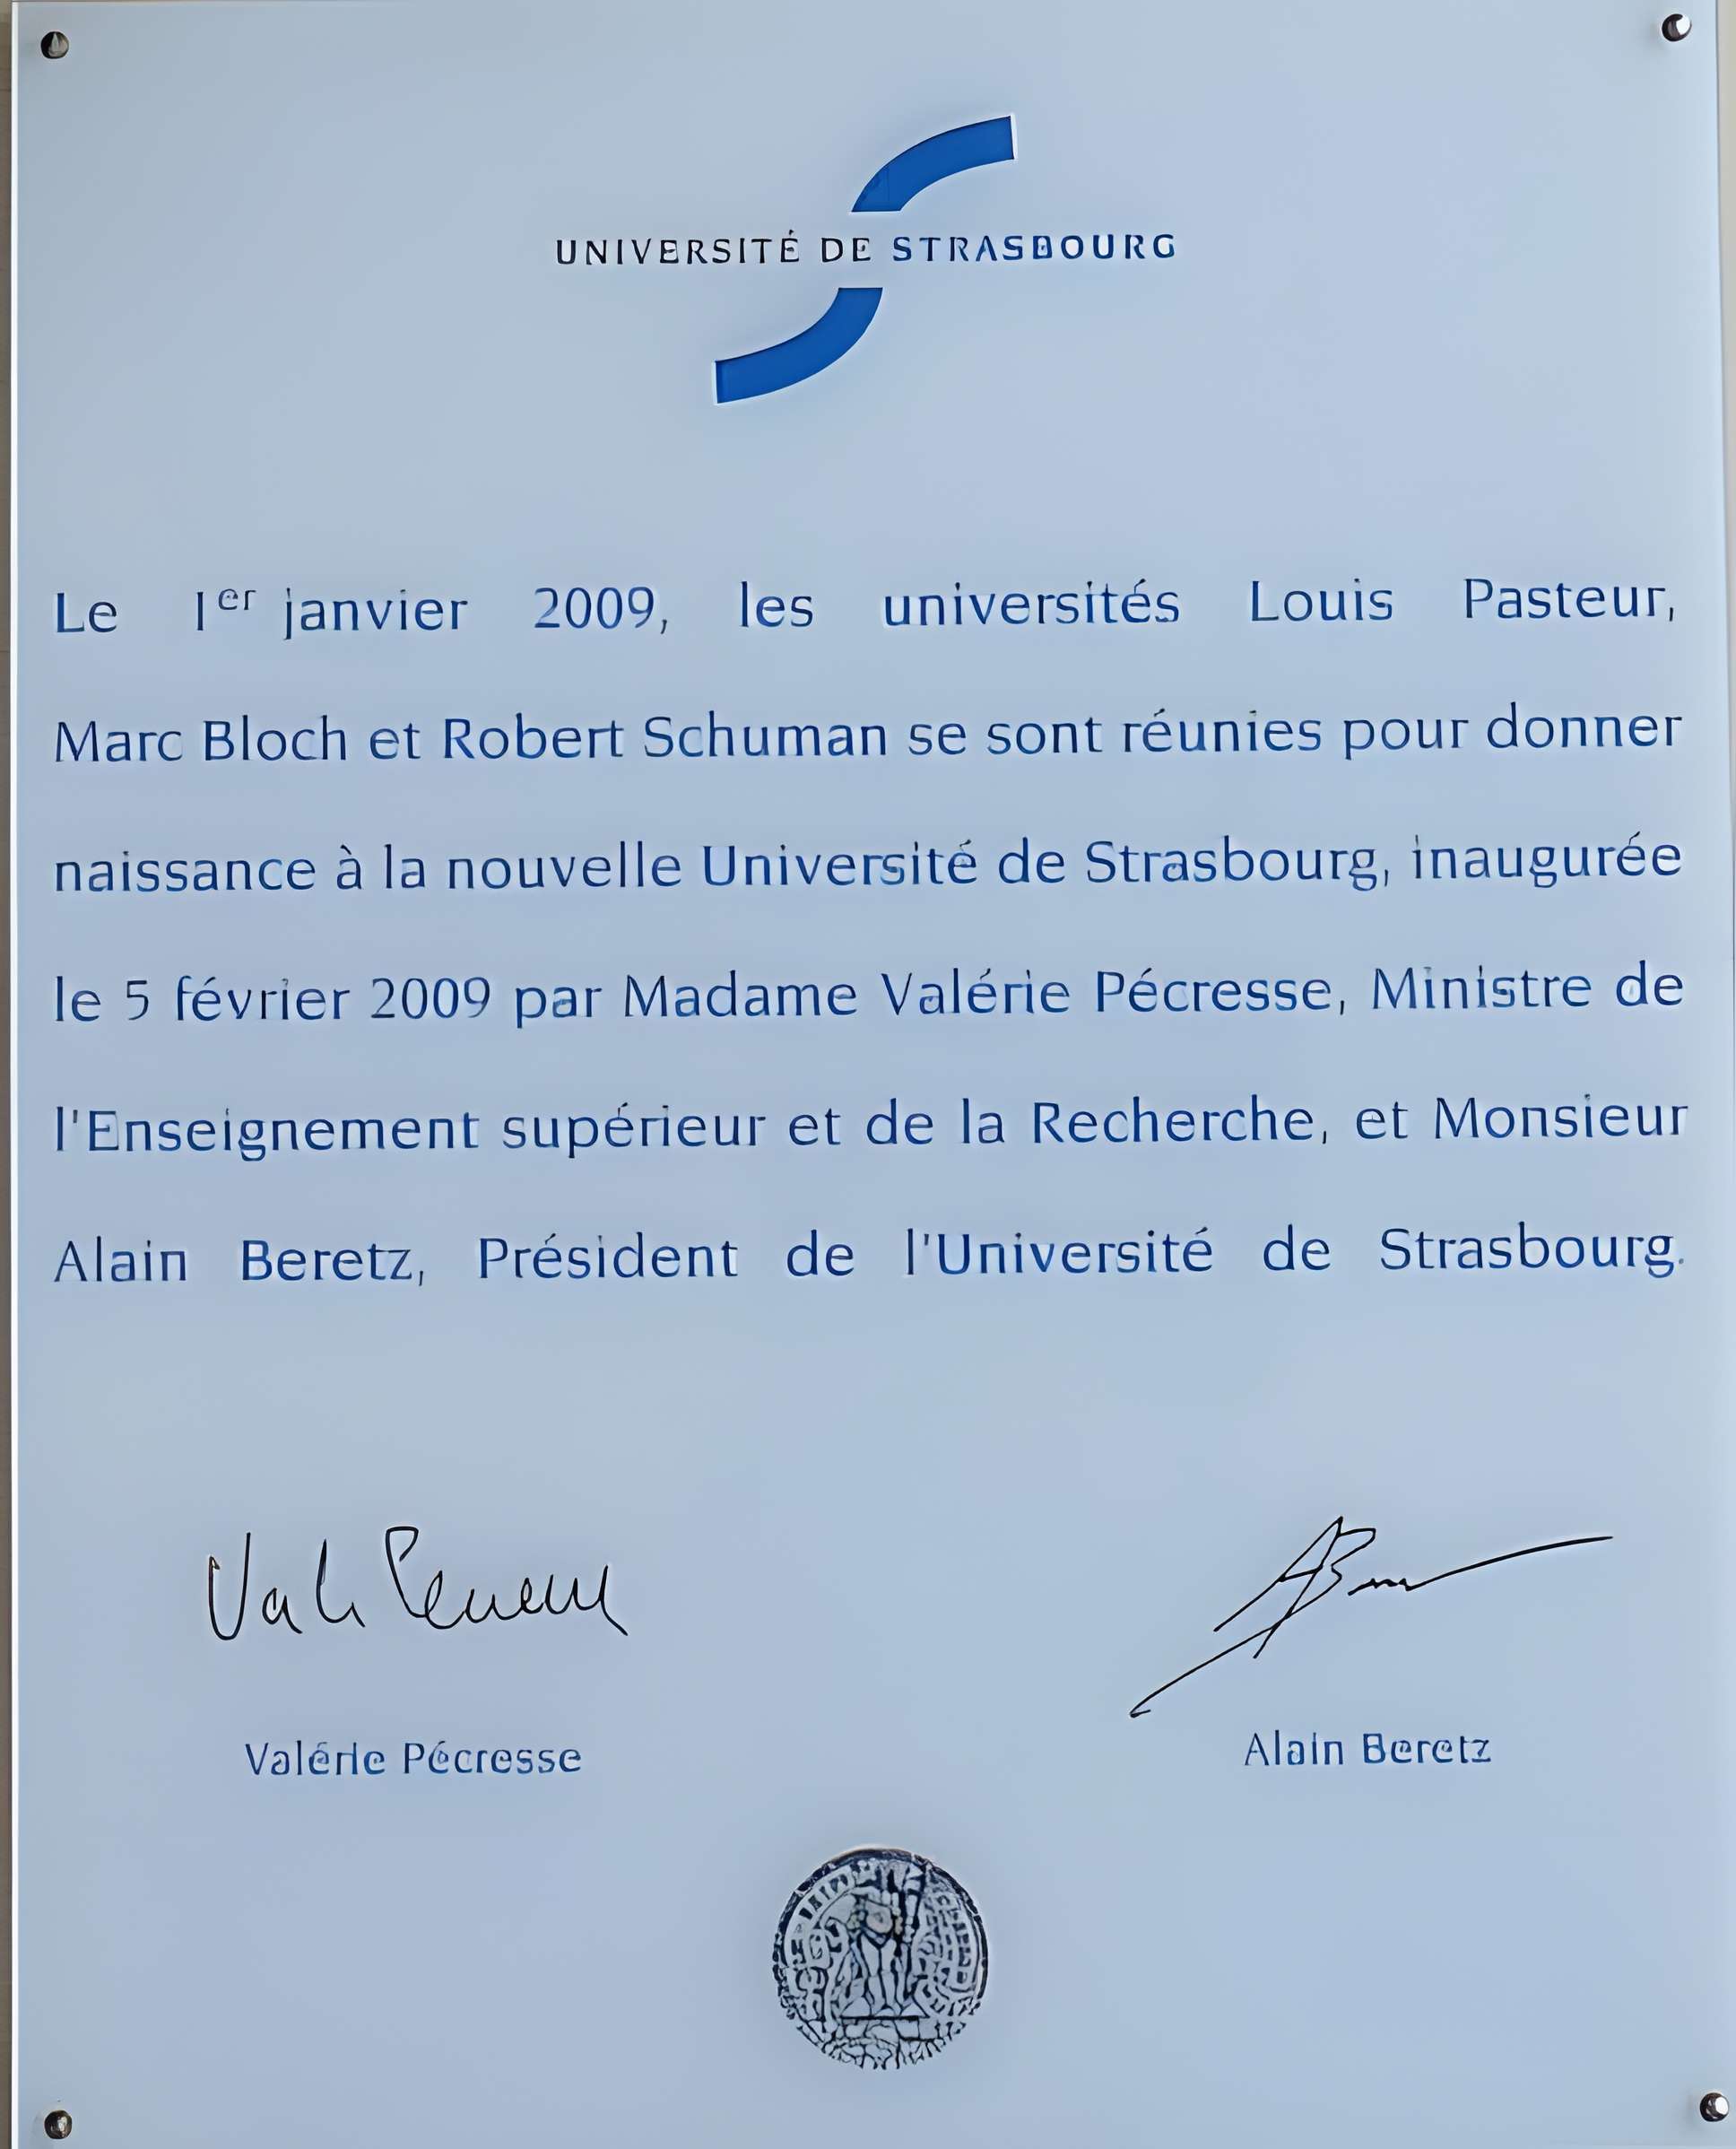 UNIVERSITÉ DE STRASBOURG
Le 1er janvier 2009, les universités Louis Pasteur,
Marc Bloch et Robert Schuman se sont réunies pour donner
naissance à la nouvelle Université de Strasbourg, inaugurée
le 5 février 2009 par Madame Valérie Pécresse, Ministre de
l'Enseignement supérieur et de la Recherche, et Monsieur
Alain Beretz, Président de l'Université de Strasbourg.
Valérie Pécresse
Alain Beretz